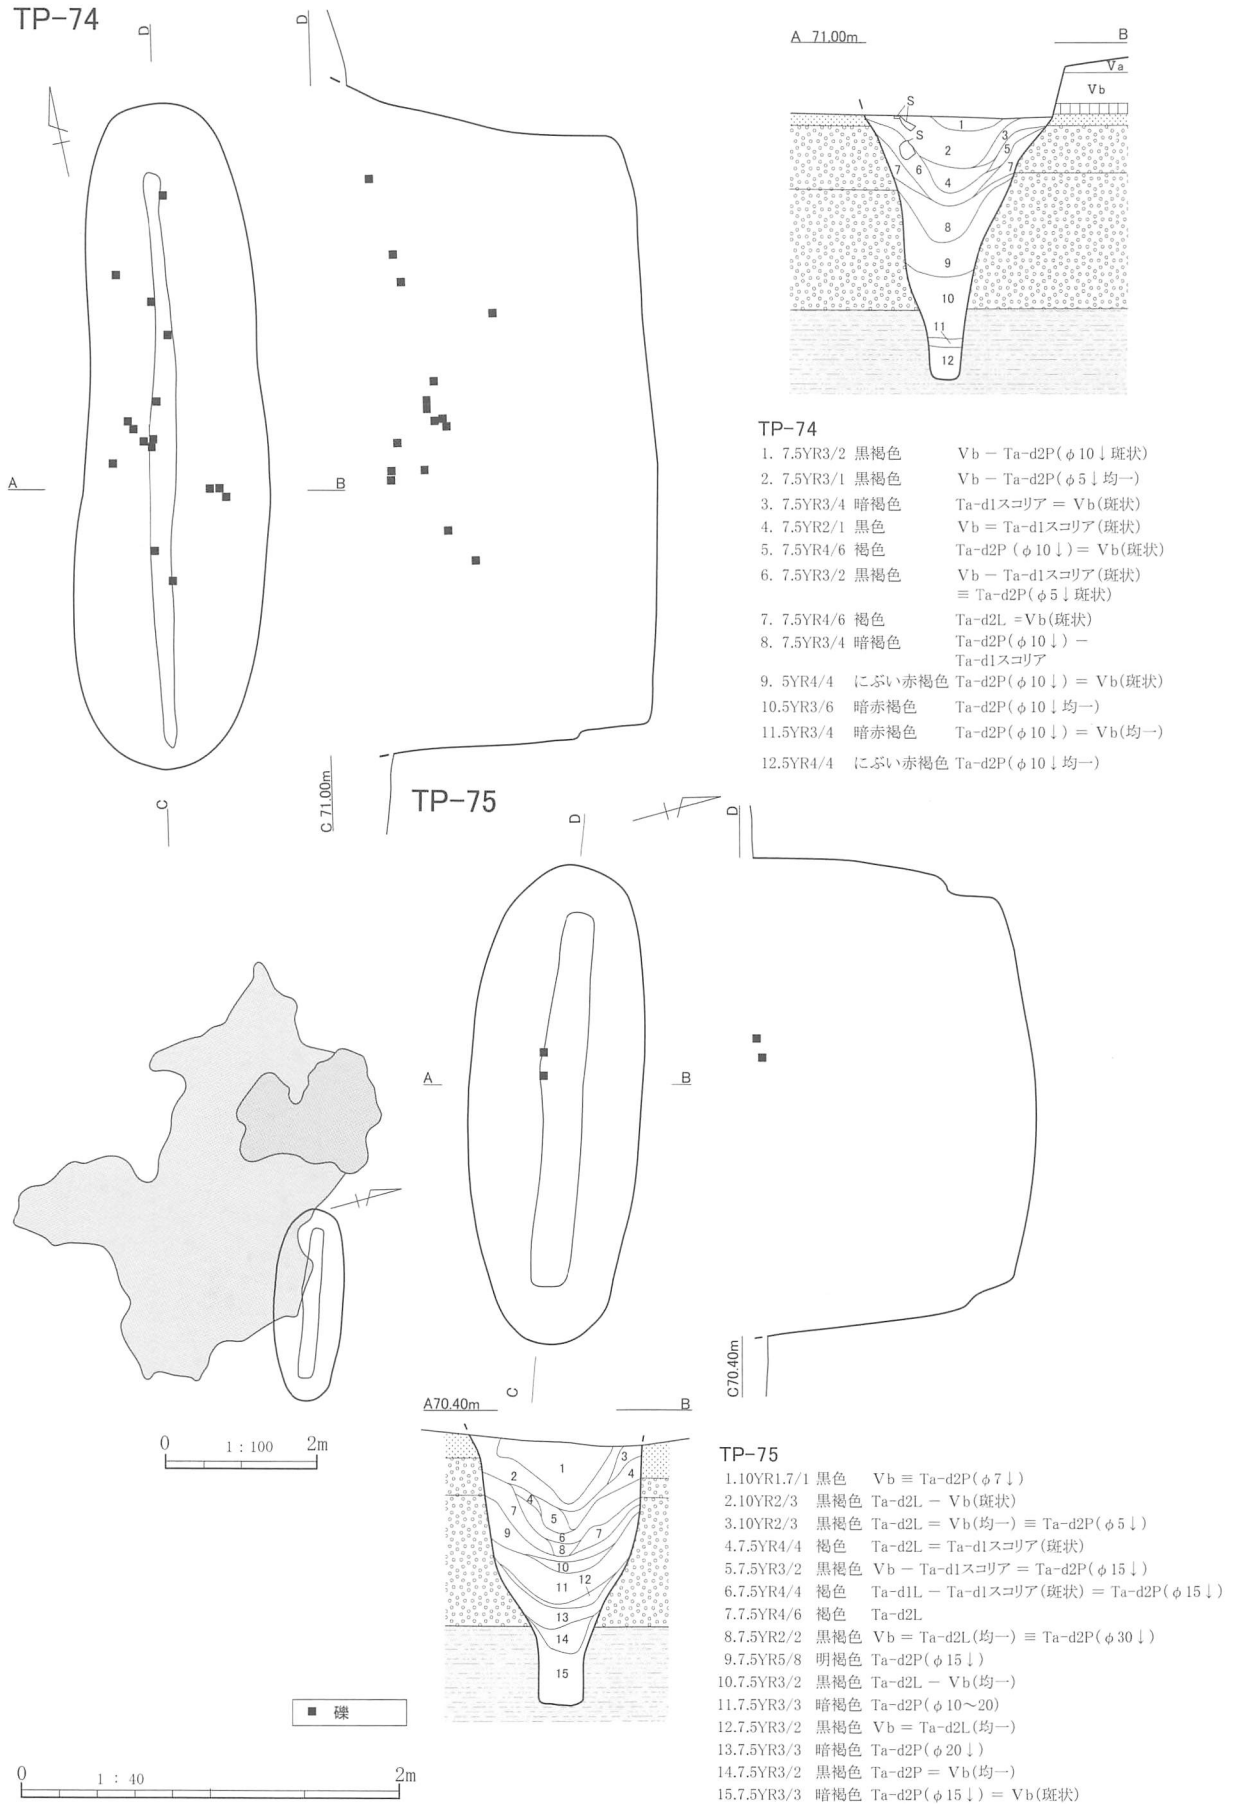 TP-74
D
D
A 71.00m
B
Va
Vb
S
S
1
2
3
5
7
6
4
7
8
9
10
11
12
A
B
C
C 71.00m
TP-74
1. 7.5YR3/2 黒褐色 Vb − Ta-d2P(φ10↓斑状)
2. 7.5YR3/1 黒褐色 Vb − Ta-d2P(φ5↓均一)
3. 7.5YR3/4 暗褐色 Ta-d1スコリア = Vb(斑状)
4. 7.5YR2/1 黒色 Vb = Ta-d1スコリア(斑状)
5. 7.5YR4/6 褐色 Ta-d2P (φ10↓) = Vb(斑状)
6. 7.5YR3/2 黒褐色 Vb − Ta-d1スコリア(斑状)
≡ Ta-d2P(φ5↓斑状)
7. 7.5YR4/6 褐色 Ta-d2L =Vb(斑状)
8. 7.5YR3/4 暗褐色 Ta-d2P(φ10↓) −
Ta-d1スコリア
9. 5YR4/4 にぶい赤褐色 Ta-d2P(φ10↓) = Vb(斑状)
10.5YR3/6 暗赤褐色 Ta-d2P(φ10↓均一)
11.5YR3/4 暗赤褐色 Ta-d2P(φ10↓) = Vb(均一)
12.5YR4/4 にぶい赤褐色 Ta-d2P(φ10↓均一)
TP-75
D
D
A
B
C
C70.40m
0 1 : 100 2m
A70.40m
B
1
2
3
4
4
5
7
7
6
8
9
10
11
12
13
14
15
■ 礫
0 1 : 40 2m
TP-75
1.10YR1.7/1 黒色 Vb ≡ Ta-d2P(φ7↓)
2.10YR2/3 黒褐色 Ta-d2L − Vb(斑状)
3.10YR2/3 黒褐色 Ta-d2L = Vb(均一) ≡ Ta-d2P(φ5↓)
4.7.5YR4/4 褐色 Ta-d2L = Ta-d1スコリア(斑状)
5.7.5YR3/2 黒褐色 Vb − Ta-d1スコリア = Ta-d2P(φ15↓)
6.7.5YR4/4 褐色 Ta-d1L − Ta-d1スコリア(斑状) = Ta-d2P(φ15↓)
7.7.5YR4/6 褐色 Ta-d2L
8.7.5YR2/2 黒褐色 Vb = Ta-d2L(均一) ≡ Ta-d2P(φ30↓)
9.7.5YR5/8 明褐色 Ta-d2P(φ15↓)
10.7.5YR3/2 黒褐色 Ta-d2L − Vb(均一)
11.7.5YR3/3 暗褐色 Ta-d2P(φ10〜20)
12.7.5YR3/2 黒褐色 Vb = Ta-d2L(均一)
13.7.5YR3/3 暗褐色 Ta-d2P(φ20↓)
14.7.5YR3/2 黒褐色 Ta-d2P = Vb(均一)
15.7.5YR3/3 暗褐色 Ta-d2P(φ15↓) = Vb(斑状)